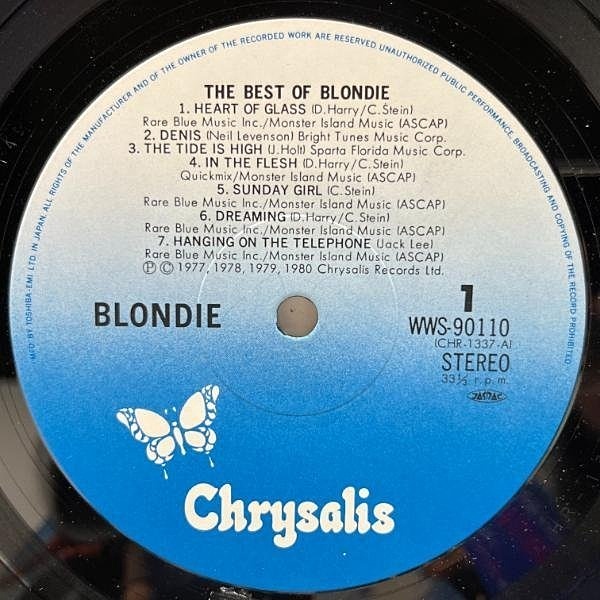 MFD. BY TOSHIBA-EMI LTD. IN JAPAN. ALL RIGHTS OF THE MANUFACTURER AND OF THE OWNER OF THE RECORDED WORK ARE RESERVED. UNAUTHORIZED PUBLIC PERFORMANCE, BROADCASTING AND COPYING OF THE RECORD PROHIBITED
THE BEST OF BLONDIE
1. HEART OF GLASS (D.Harry/C.Stein)
Rare Blue Music Inc./Monster Island Music (ASCAP)
2. DENIS (Neil Levenson) Bright Tunes Music Corp.
3. THE TIDE IS HIGH (J.Holt) Sparta Florida Music Corp.
4. IN THE FLESH (D.Harry/C.Stein)
Quickmix/Monster Island Music (ASCAP)
5. SUNDAY GIRL (C.Stein)
Rare Blue Music Inc./Monster Island Music (ASCAP)
6. DREAMING (D.Harry/C.Stein)
Rare Blue Music Inc./Monster Island Music (ASCAP)
7. HANGING ON THE TELEPHONE (Jack Lee)
Rare Blue Music Inc./Monster Island Music (ASCAP)
Ⓟ © 1977, 1978, 1979, 1980 Chrysalis Records Ltd.
BLONDIE
1
WWS-90110
(CHR-1337-A)
STEREO
33⅓ r.p.m.
JASRAC
Chrysalis